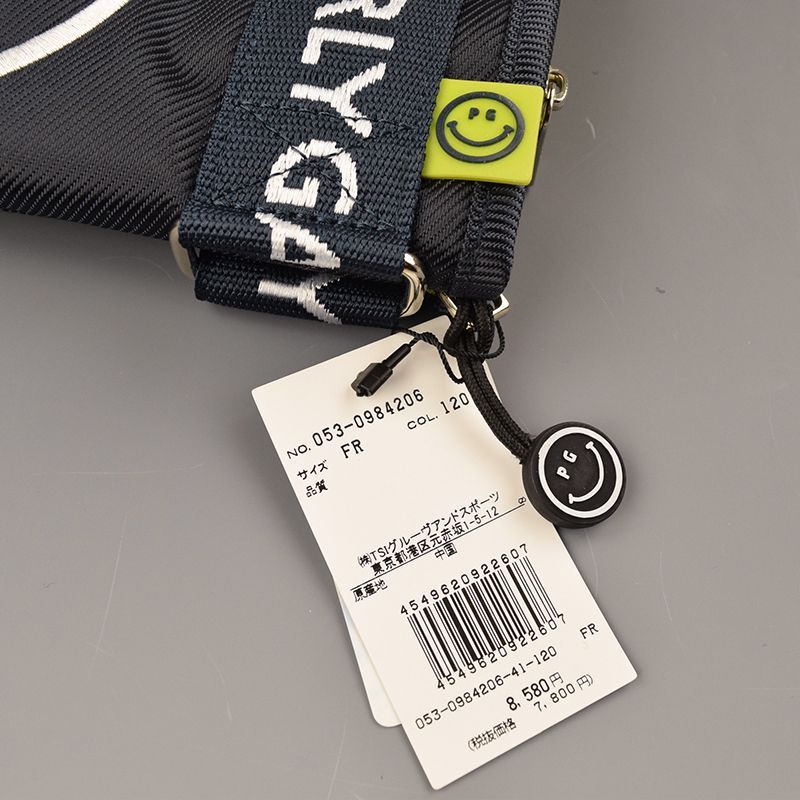 RLYGAY
PG
PG
NO. 053-0984206 COL. 120
サイズ FR
品質
㈱TSIグルーヴアンドスポーツ
東京都港区元赤坂1-5-12
原産地 中国
4549620922607
4549620922607
FR
053-0984206-41-120
8,580円
(税抜価格 7,800円)